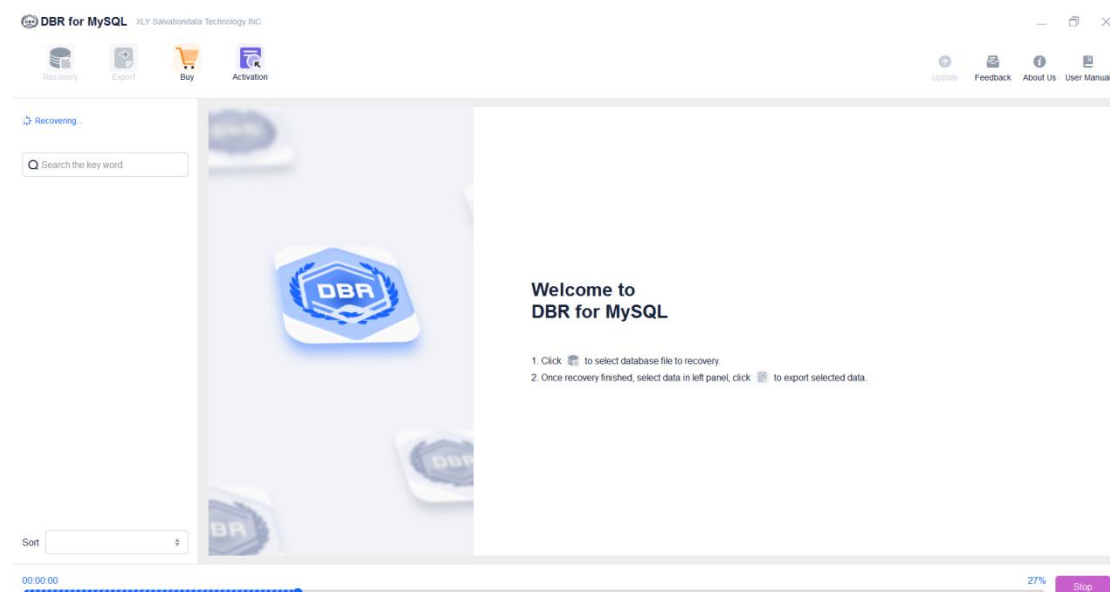 DBR for MySQL XLY Salvationdata Technology INC.
Recovery Export Buy Activation
Update Feedback About Us User Manual
Recovering...
Search the key word
DBR
Welcome to
DBR for MySQL
1. Click to select database file to recovery.
2. Once recovery finished, select data in left panel, click to export selected data.
DBR
DBR
Sort
00:00:00 27% Stop